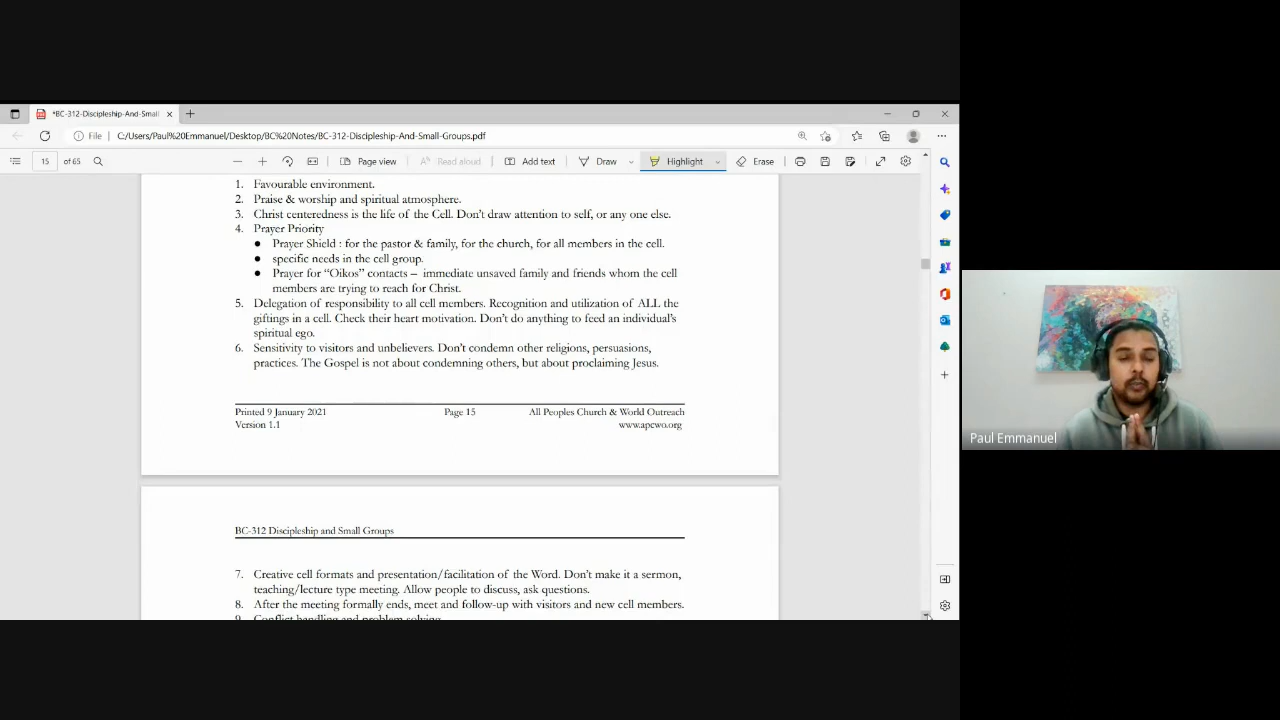 *BC-312-Discipleship-And-Small
File
C:/Users/Paul%20Emmanuel/Desktop/BC%20Notes/BC-312-Discipleship-And-Small-Groups.pdf
15 of 65
Page view
Read aloud
Add text
Draw
Highlight
Erase
1. Favourable environment.
2. Praise & worship and spiritual atmosphere.
3. Christ centeredness is the life of the Cell. Don't draw attention to self, or any one else.
4. Prayer Priority
● Prayer Shield : for the pastor & family, for the church, for all members in the cell.
● specific needs in the cell group.
● Prayer for “Oikos” contacts – immediate unsaved family and friends whom the cell
members are trying to reach for Christ.
5. Delegation of responsibility to all cell members. Recognition and utilization of ALL the
giftings in a cell. Check their heart motivation. Don't do anything to feed an individual's
spiritual ego.
6. Sensitivity to visitors and unbelievers. Don't condemn other religions, persuasions,
practices. The Gospel is not about condemning others, but about proclaiming Jesus.
Printed 9 January 2021 Page 15 All Peoples Church & World Outreach
Version 1.1 www.apcwo.org
BC-312 Discipleship and Small Groups
7. Creative cell formats and presentation/facilitation of the Word. Don't make it a sermon,
teaching/lecture type meeting. Allow people to discuss, ask questions.
8. After the meeting formally ends, meet and follow-up with visitors and new cell members.
9. Conflict handling and problem solving.
Paul Emmanuel